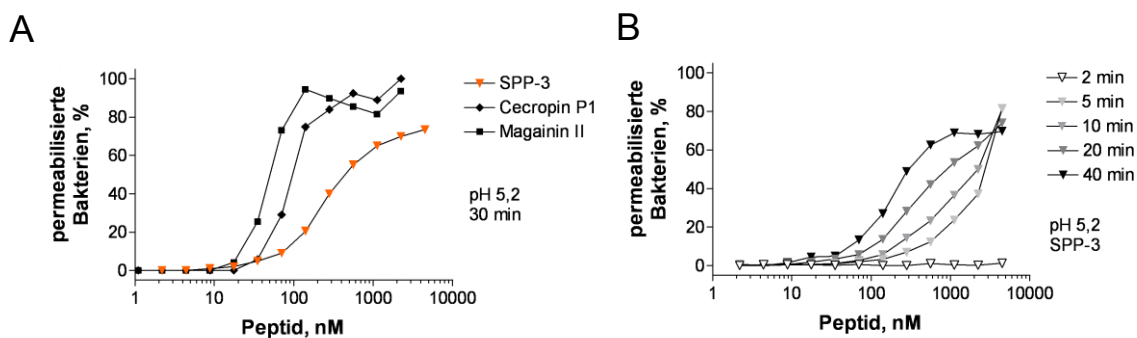 A
permeabilisierte
Bakterien, %
100
80
60
40
20
0
1
10
100
1000
10000
Peptid, nM
SPP-3
Cecropin P1
Magainin II
pH 5,2
30 min
B
permeabilisierte
Bakterien, %
100
80
60
40
20
0
1
10
100
1000
10000
Peptid, nM
2 min
5 min
10 min
20 min
40 min
pH 5,2
SPP-3